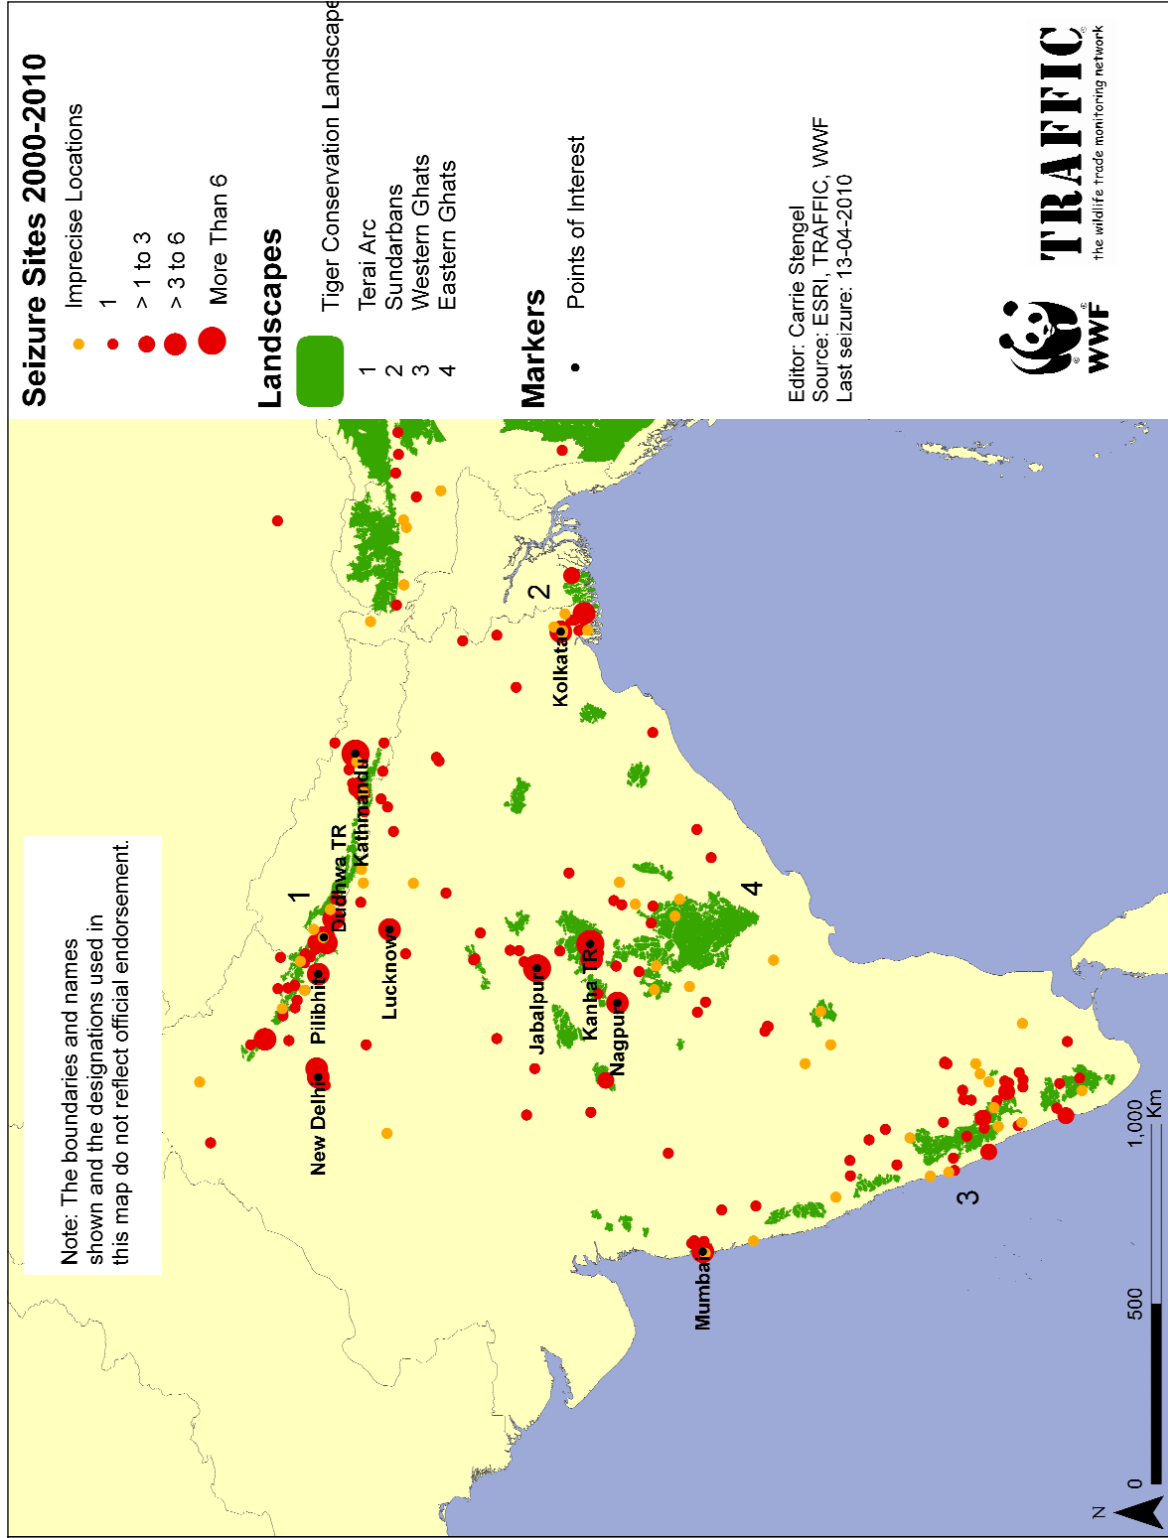 Note: The boundaries and names
shown and the designations used in
this map do not reflect official endorsement.
1
New Delhi
Pilibhit
Dudhwa TR
Kathmandu
Lucknow
Jabalpur
Kanha TR
Nagpur
Kolkata
2
Mumbai
4
3
N
0
500
1,000
Km
Seizure Sites 2000-2010
Imprecise Locations
1
> 1 to 3
> 3 to 6
More Than 6
Landscapes
Tiger Conservation Landscape
1 Terai Arc
2 Sundarbans
3 Western Ghats
4 Eastern Ghats
Markers
Points of Interest
Editor: Carrie Stengel
Source: ESRI, TRAFFIC, WWF
Last seizure: 13-04-2010
®
WWF
TRAFFIC
the wildlife trade monitoring network